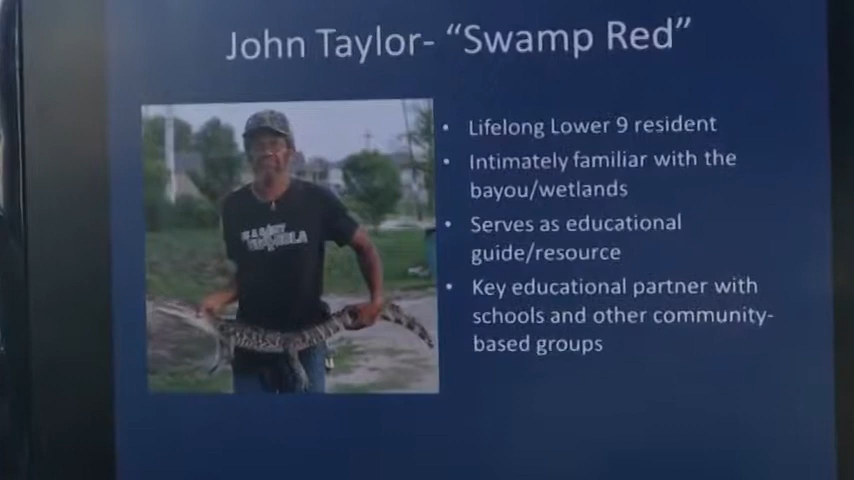 John Taylor- “Swamp Red”
• Lifelong Lower 9 resident
• Intimately familiar with the
bayou/wetlands
• Serves as educational
guide/resource
• Key educational partner with
schools and other community-
based groups